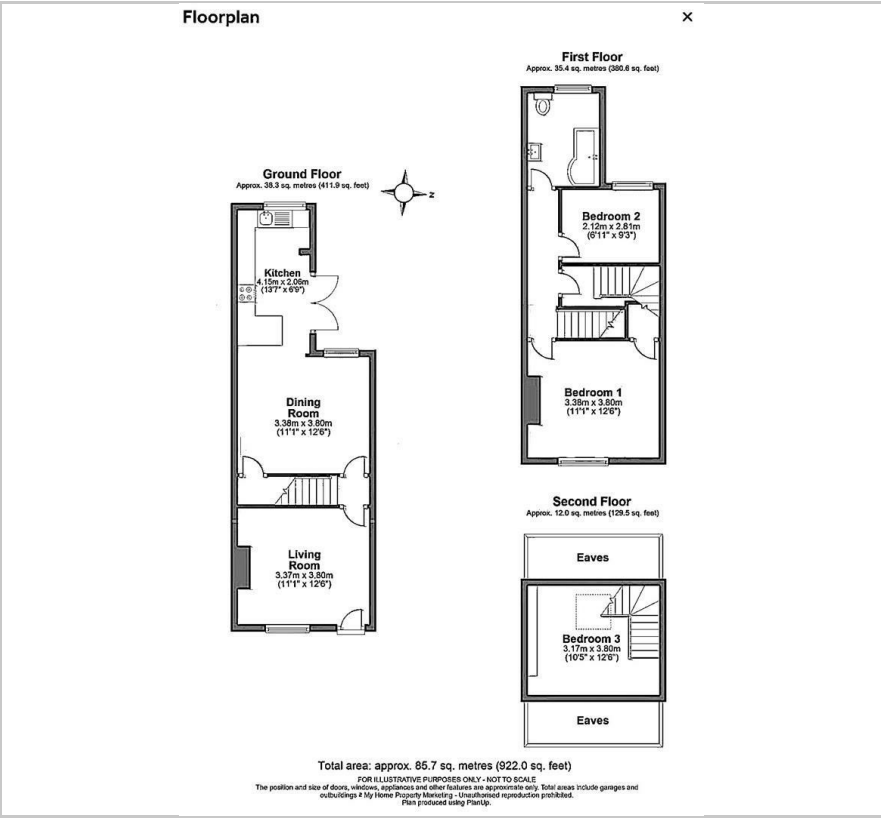 Floorplan
×
First Floor
Approx. 35.4 sq. metres (380.6 sq. feet)
Ground Floor
Approx. 38.3 sq. metres (411.9 sq. feet)
N
Bedroom 2
2.12m x 2.81m
(6'11" x 9'3")
Kitchen
4.15m x 2.06m
(13'7" x 6'9")
Bedroom 1
3.38m x 3.80m
(11'1" x 12'6")
Dining
Room
3.38m x 3.80m
(11'1" x 12'6")
Second Floor
Approx. 12.0 sq. metres (129.5 sq. feet)
Living
Room
3.37m x 3.80m
(11'1" x 12'6")
Eaves
Bedroom 3
3.17m x 3.80m
(10'5" x 12'6")
Eaves
Total area: approx. 85.7 sq. metres (922.0 sq. feet)
FOR ILLUSTRATIVE PURPOSES ONLY - NOT TO SCALE
The position and size of doors, windows, appliances and other features are approximate only. Total areas include garages and
outbuildings # My Home Property Marketing - Unauthorised reproduction prohibited.
Plan produced using PlanUp.